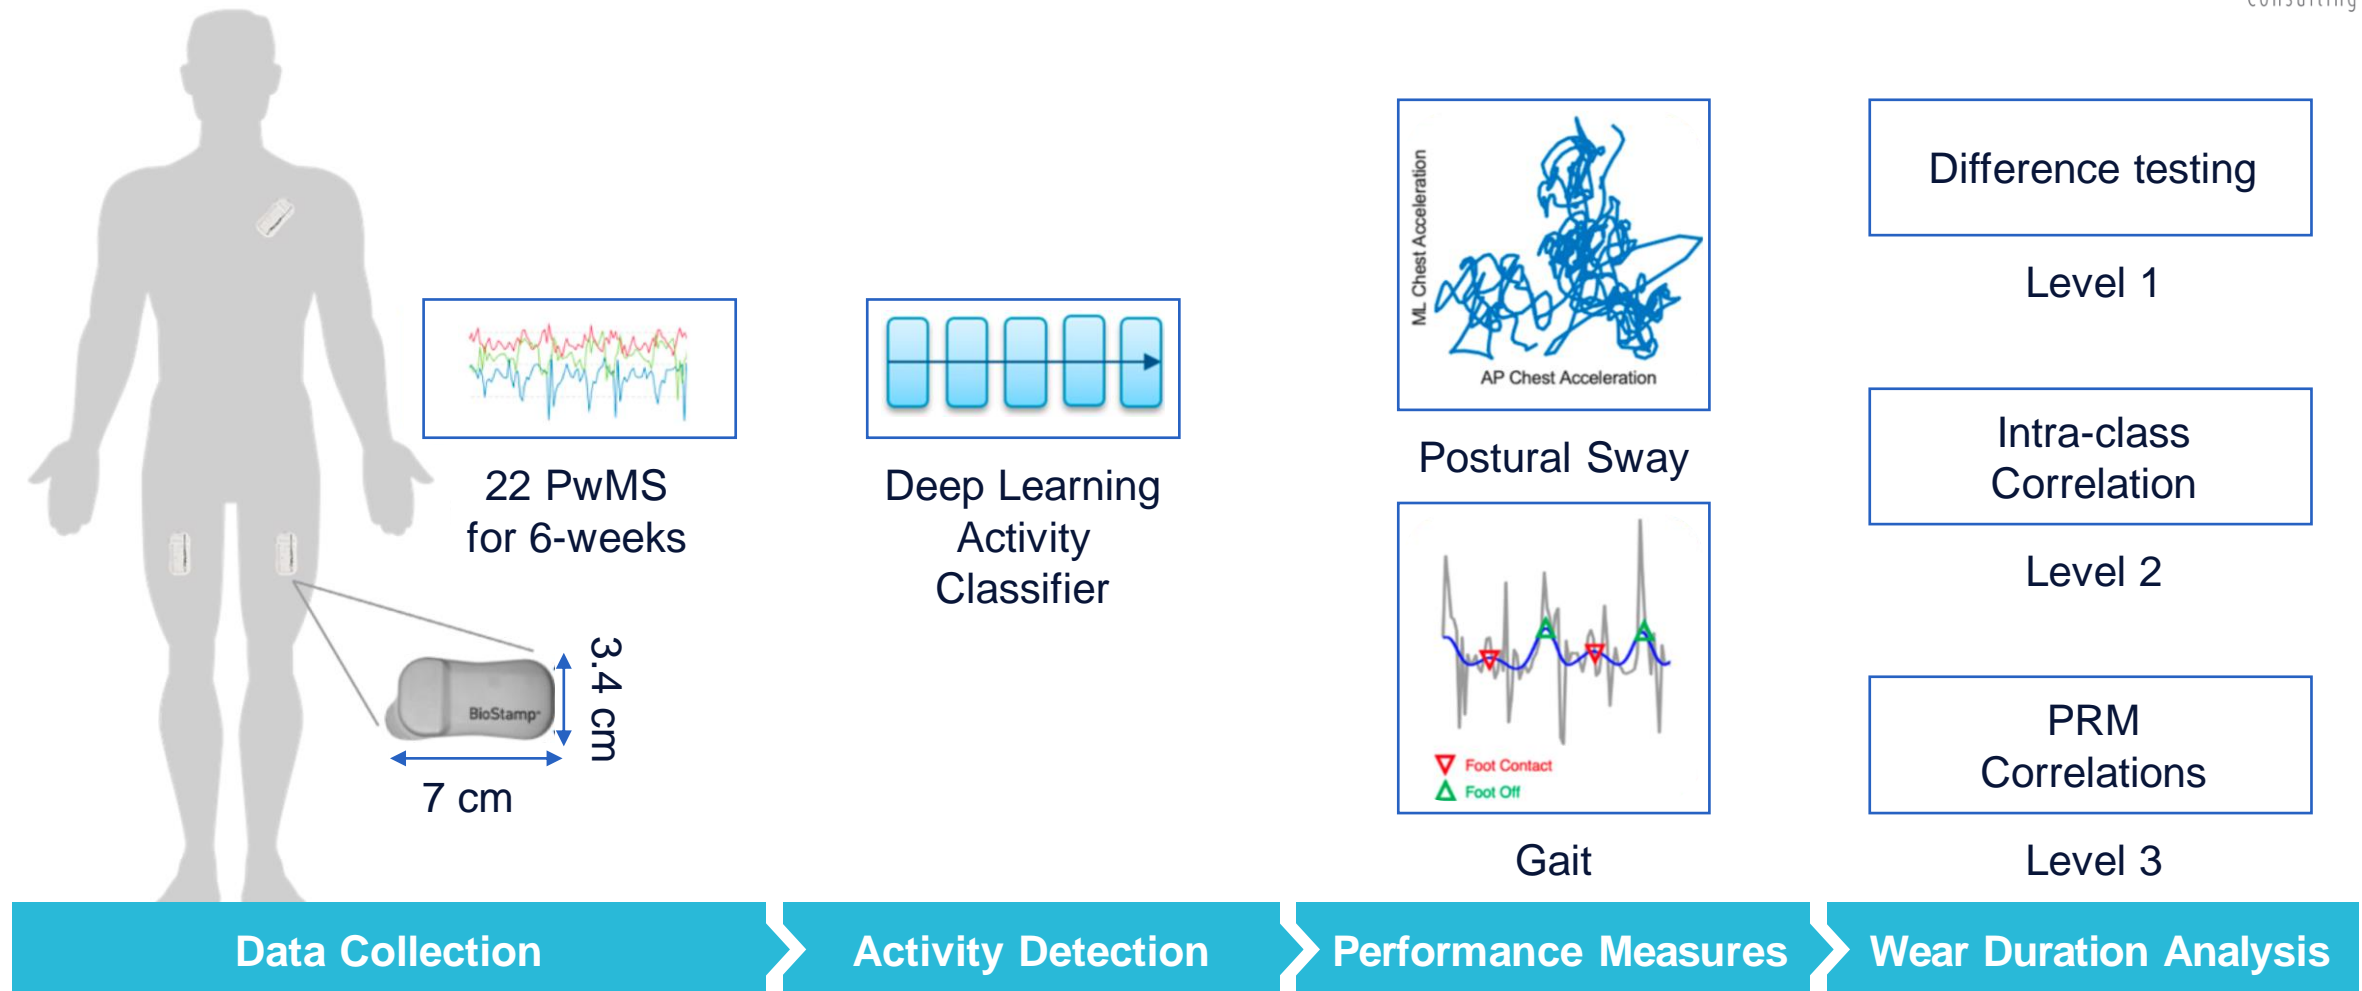 consulting
22 PwMS
for 6-weeks
BioStamp
3.4 cm
7 cm
Deep Learning
Activity
Classifier
ML Chest Acceleration
AP Chest Acceleration
Postural Sway
Foot Contact
Foot Off
Gait
Difference testing
Level 1
Intra-class
Correlation
Level 2
PRM
Correlations
Level 3
Data Collection
Activity Detection
Performance Measures
Wear Duration Analysis